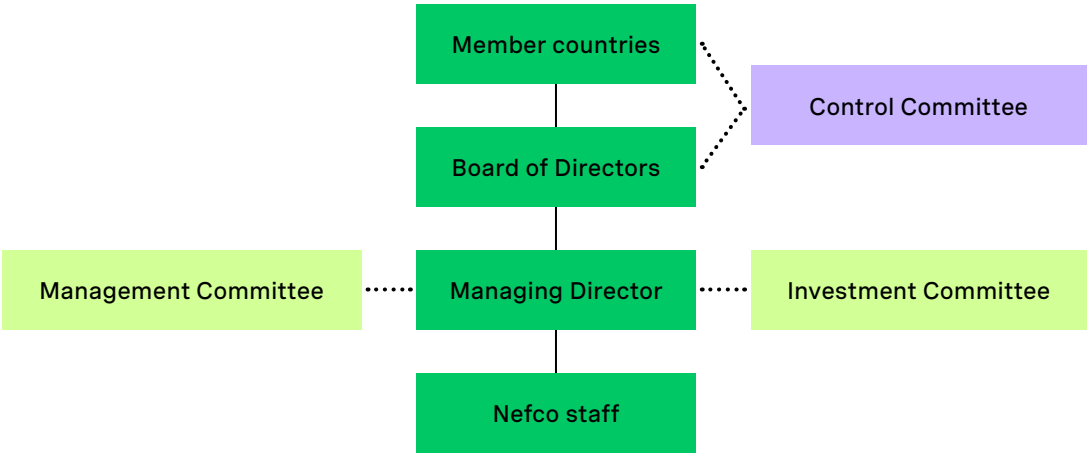 Member countries
Control Committee
Board of Directors
Management Committee
Managing Director
Investment Committee
Nefco staff